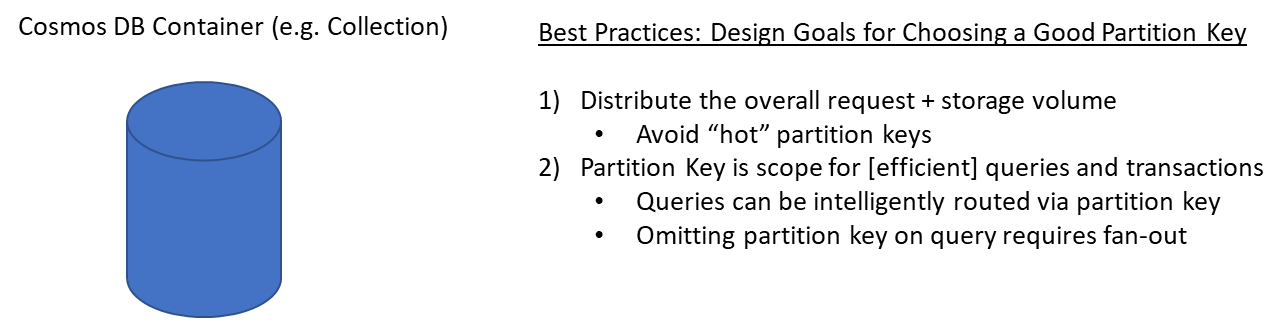 Cosmos DB Container (e.g. Collection)
Best Practices: Design Goals for Choosing a Good Partition Key
1) Distribute the overall request + storage volume
• Avoid “hot” partition keys
2) Partition Key is scope for [efficient] queries and transactions
• Queries can be intelligently routed via partition key
• Omitting partition key on query requires fan-out